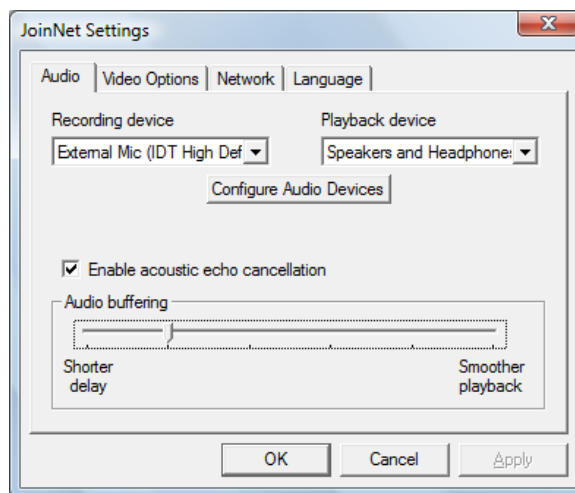 JoinNet Settings
Audio Video Options Network Language
Recording device Playback device
External Mic (IDT High Def Speakers and Headphone
Configure Audio Devices
Enable acoustic echo cancellation
Audio buffering
Shorter delay Smoother playback
OK Cancel Apply